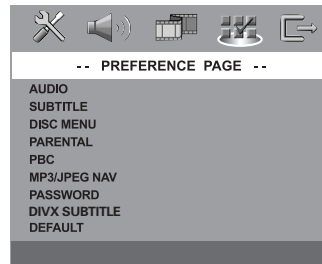 -- PREFERENCE PAGE --
AUDIO
SUBTITLE
DISC MENU
PARENTAL
PBC
MP3/JPEG NAV
PASSWORD
DIVX SUBTITLE
DEFAULT